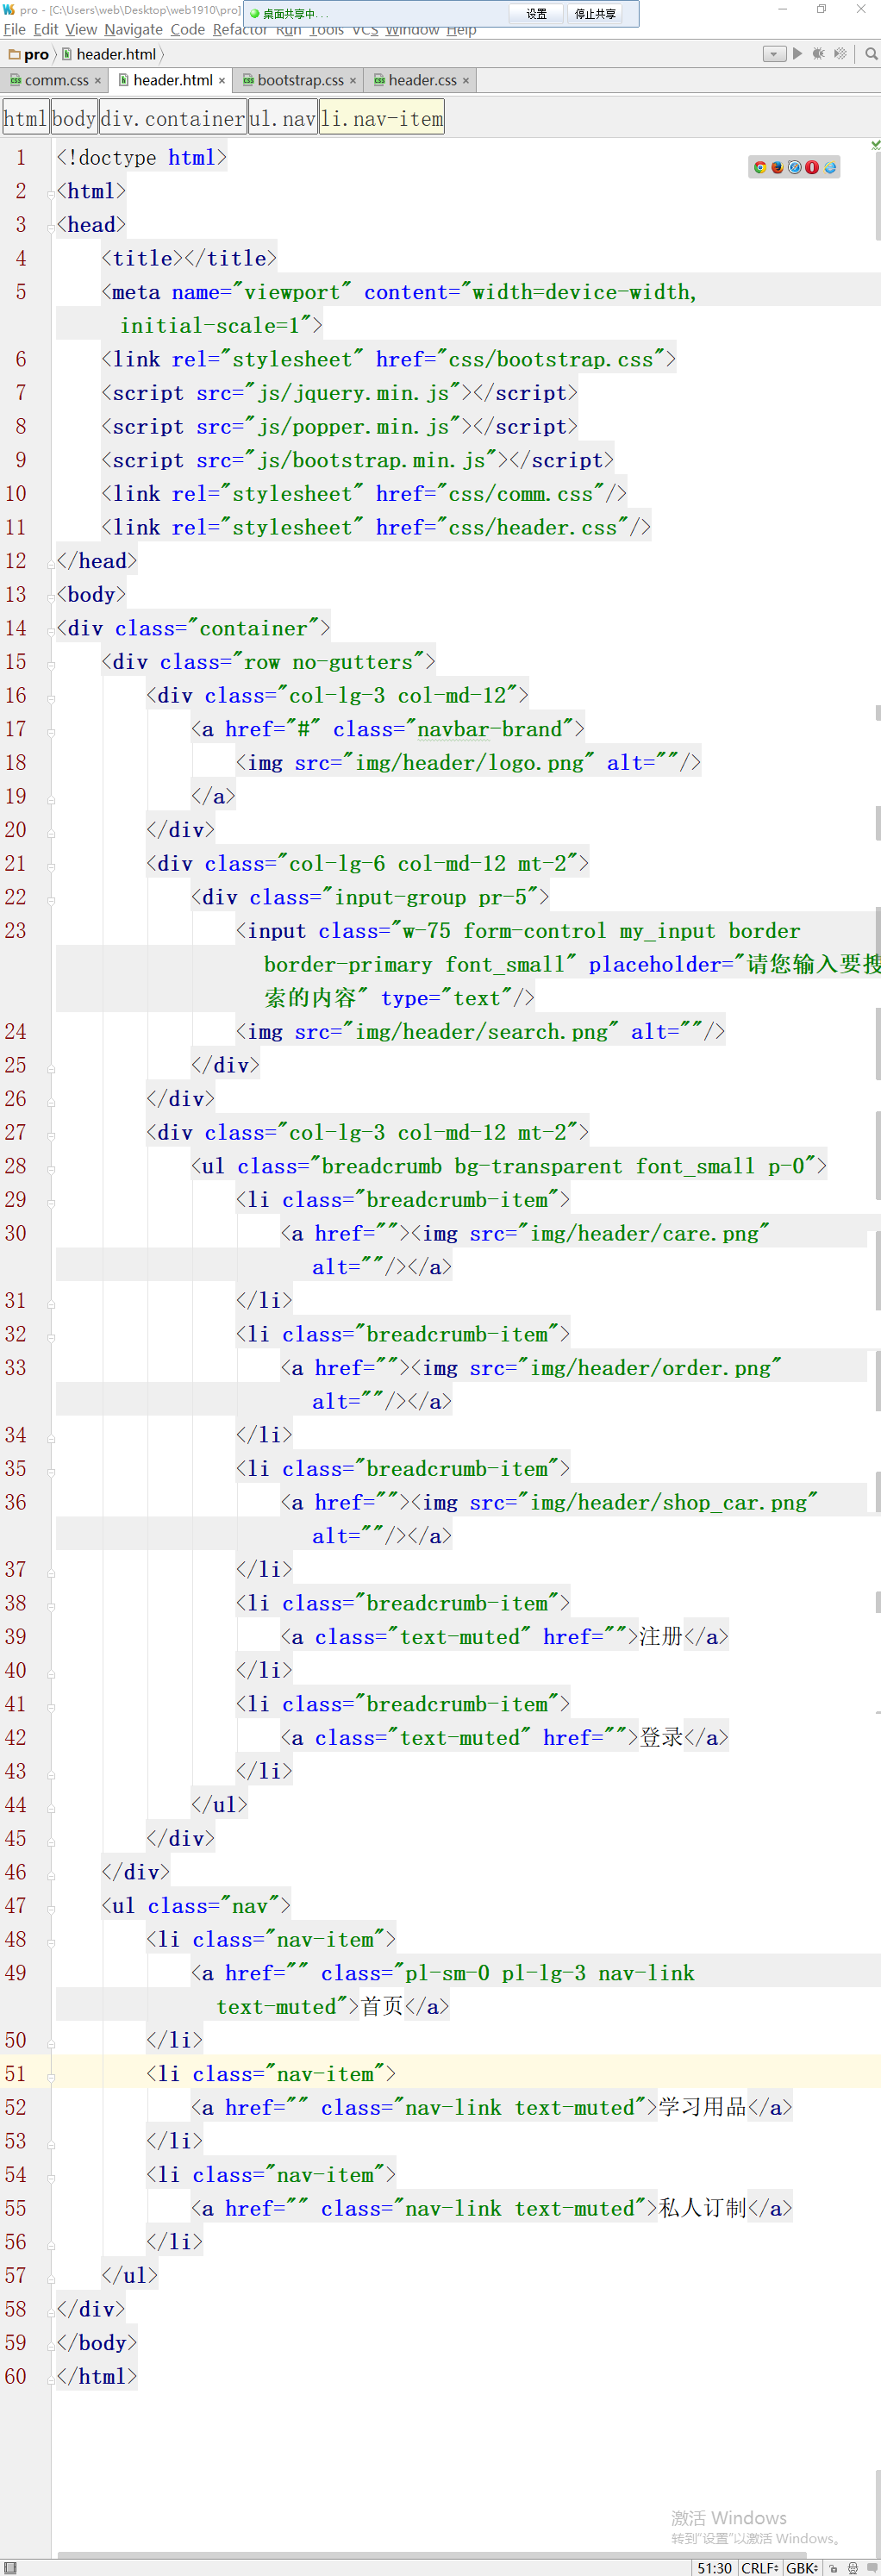 pro - [C:\Users\web\Desktop\web1910\pro]
桌面共享中... 设置 停止共享
File Edit View Navigate Code Refactor Run Tools VCS Window Help
pro header.html
comm.css × header.html × bootstrap.css × header.css ×
html body div.container ul.nav li.nav-item
1 <!doctype html>
2 <html>
3 <head>
4 <title></title>
5 <meta name="viewport" content="width=device-width,
initial-scale=1">
6 <link rel="stylesheet" href="css/bootstrap.css">
7 <script src="js/jquery.min.js"></script>
8 <script src="js/popper.min.js"></script>
9 <script src="js/bootstrap.min.js"></script>
10 <link rel="stylesheet" href="css/comm.css"/>
11 <link rel="stylesheet" href="css/header.css"/>
12 </head>
13 <body>
14 <div class="container">
15 <div class="row no-gutters">
16 <div class="col-lg-3 col-md-12">
17 <a href="#" class="navbar-brand">
18 <img src="img/header/logo.png" alt=""/>
19 </a>
20 </div>
21 <div class="col-lg-6 col-md-12 mt-2">
22 <div class="input-group pr-5">
23 <input class="w-75 form-control my_input border
border-primary font_small" placeholder="请您输入要搜
索的内容" type="text"/>
24 <img src="img/header/search.png" alt=""/>
25 </div>
26 </div>
27 <div class="col-lg-3 col-md-12 mt-2">
28 <ul class="breadcrumb bg-transparent font_small p-0">
29 <li class="breadcrumb-item">
30 <a href=""><img src="img/header/care.png"
alt=""/></a>
31 </li>
32 <li class="breadcrumb-item">
33 <a href=""><img src="img/header/order.png"
alt=""/></a>
34 </li>
35 <li class="breadcrumb-item">
36 <a href=""><img src="img/header/shop_car.png"
alt=""/></a>
37 </li>
38 <li class="breadcrumb-item">
39 <a class="text-muted" href="">注册</a>
40 </li>
41 <li class="breadcrumb-item">
42 <a class="text-muted" href="">登录</a>
43 </li>
44 </ul>
45 </div>
46 </div>
47 <ul class="nav">
48 <li class="nav-item">
49 <a href="" class="pl-sm-0 pl-lg-3 nav-link
text-muted">首页</a>
50 </li>
51 <li class="nav-item">
52 <a href="" class="nav-link text-muted">学习用品</a>
53 </li>
54 <li class="nav-item">
55 <a href="" class="nav-link text-muted">私人订制</a>
56 </li>
57 </ul>
58 </div>
59 </body>
60 </html>
激活 Windows
转到"设置"以激活 Windows。
51:30 CRLF GBK